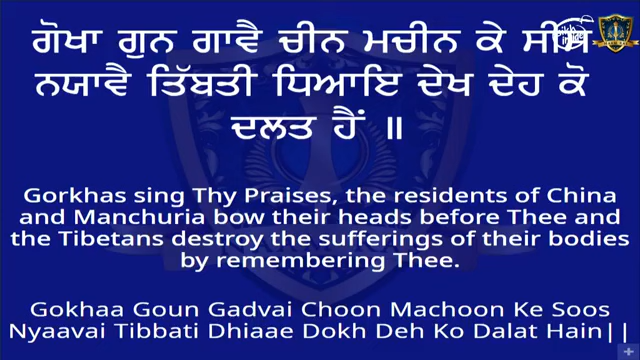 ਗੋਖਾ ਗੁਨ ਗਾਵੈ ਚੀਨ ਮਚੀਨ ਕੇ ਸੀਸ
ਨਯਾਵੈ ਤਿੱਬਤੀ ਧਿਆਇ ਦੋਖ ਦੇਹ ਕੋ
ਦਲਤ ਹੈਂ ॥
Gorkhas sing Thy Praises, the residents of China
and Manchuria bow their heads before Thee and
the Tibetans destroy the sufferings of their bodies
by remembering Thee.
Gokhaa Goun Gadvai Choon Machoon Ke Soos
Nyaavai Tibbati Dhiaae Dokh Deh Ko Dalat Hain||